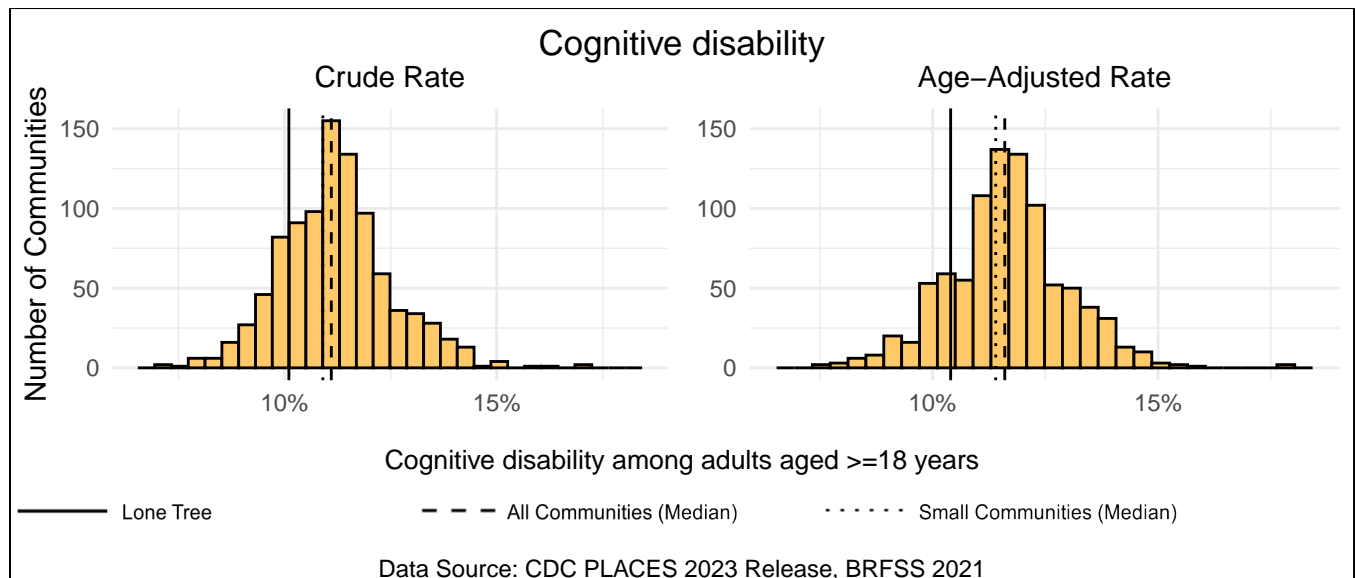 Cognitive disability
Crude Rate
Age−Adjusted Rate
Number of Communities
150
100
50
0
10%
15%
150
100
50
0
10%
15%
Cognitive disability among adults aged >=18 years
Lone Tree
All Communities (Median)
Small Communities (Median)
Data Source: CDC PLACES 2023 Release, BRFSS 2021